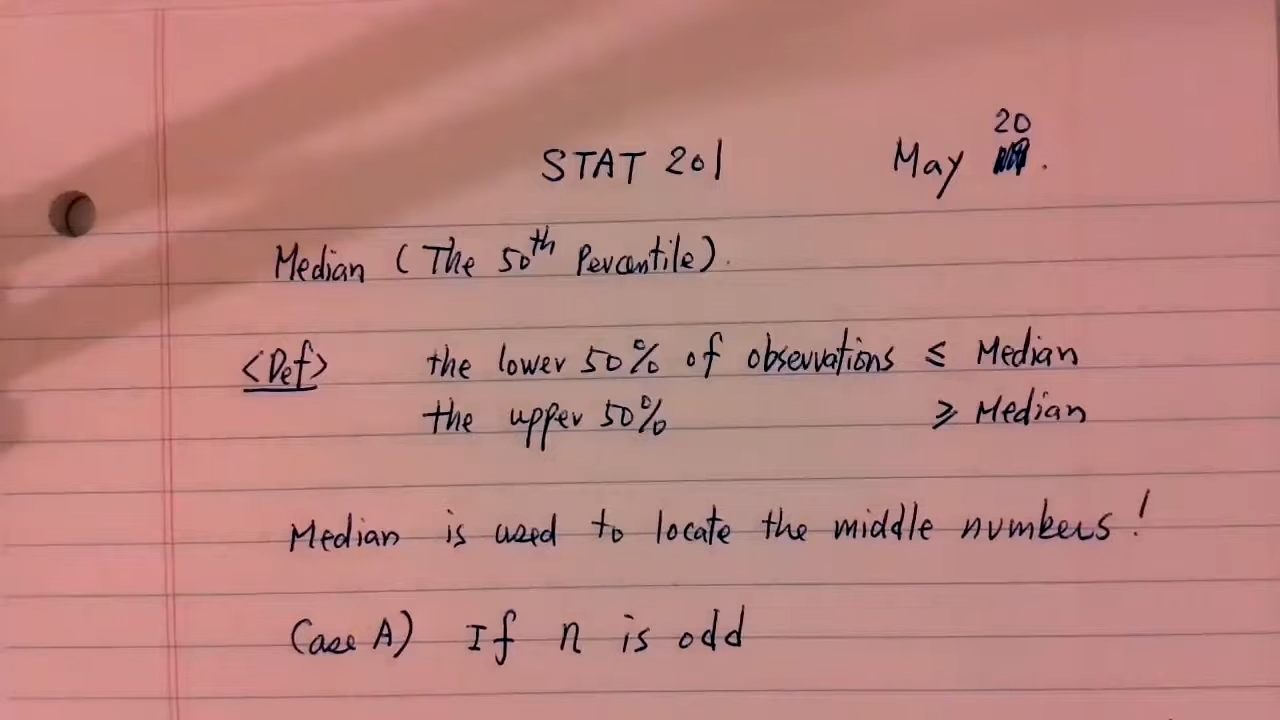 STAT 201 May 20.
Median (The 50th Percentile).
<Def> the lower 50% of observations ≤ Median
the upper 50% ≥ Median
Median is used to locate the middle numbers!
(Case A) If n is odd